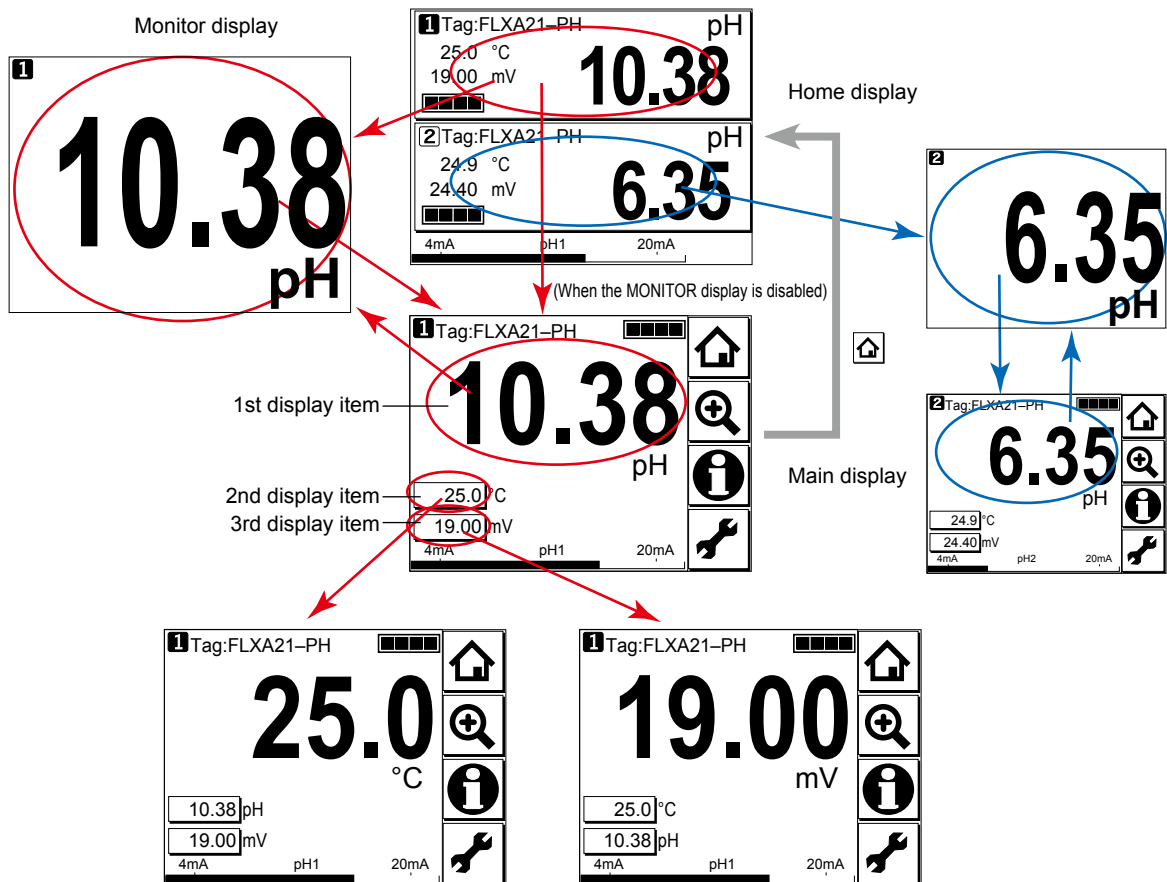 Monitor display
1
10.38
pH
1 Tag:FLXA21–PH pH
25.0 °C
19.00 mV
10.38
2 Tag:FLXA21–PH pH
24.9 °C
24.40 mV
6.35
4mA pH1 20mA
Home display
2
6.35
pH
(When the MONITOR display is disabled)
1 Tag:FLXA21–PH
10.38
pH
25.0 °C
19.00 mV
4mA pH1 20mA
1st display item
2nd display item
3rd display item
Main display
2 Tag:FLXA21–PH
6.35
pH
24.9 °C
24.40 mV
4mA pH2 20mA
1 Tag:FLXA21–PH
25.0
°C
10.38 pH
19.00 mV
4mA pH1 20mA
1 Tag:FLXA21–PH
19.00
mV
25.0 °C
10.38 pH
4mA pH1 20mA